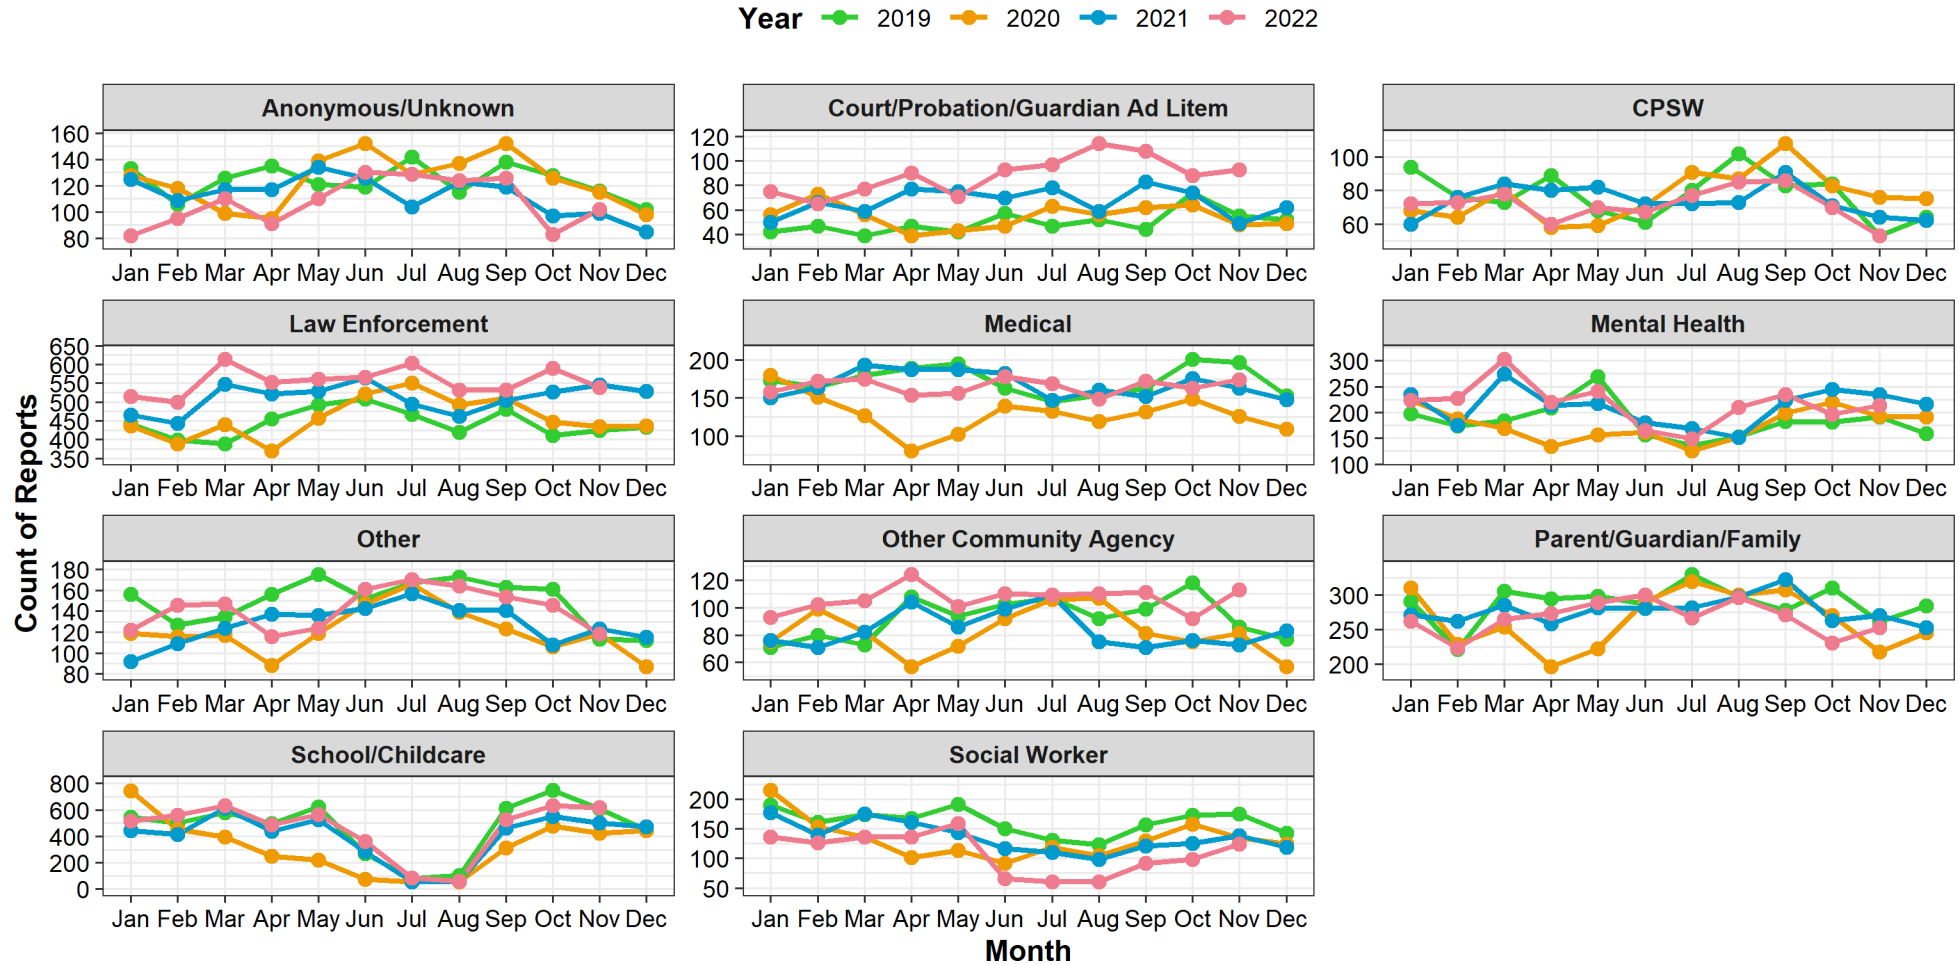 Year 2019 2020 2021 2022
Count of Reports
Anonymous/Unknown
160
140
120
100
80
Jan Feb Mar Apr May Jun Jul Aug Sep Oct Nov Dec
Court/Probation/Guardian Ad Litem
120
100
80
60
40
Jan Feb Mar Apr May Jun Jul Aug Sep Oct Nov Dec
CPSW
100
80
60
Jan Feb Mar Apr May Jun Jul Aug Sep Oct Nov Dec
Law Enforcement
650
600
550
500
450
400
350
Jan Feb Mar Apr May Jun Jul Aug Sep Oct Nov Dec
Medical
200
150
100
Jan Feb Mar Apr May Jun Jul Aug Sep Oct Nov Dec
Mental Health
300
250
200
150
100
Jan Feb Mar Apr May Jun Jul Aug Sep Oct Nov Dec
Other
180
160
140
120
100
80
Jan Feb Mar Apr May Jun Jul Aug Sep Oct Nov Dec
Other Community Agency
120
100
80
60
Jan Feb Mar Apr May Jun Jul Aug Sep Oct Nov Dec
Parent/Guardian/Family
300
250
200
Jan Feb Mar Apr May Jun Jul Aug Sep Oct Nov Dec
School/Childcare
800
600
400
200
0
Jan Feb Mar Apr May Jun Jul Aug Sep Oct Nov Dec
Social Worker
200
150
100
50
Jan Feb Mar Apr May Jun Jul Aug Sep Oct Nov Dec
Month